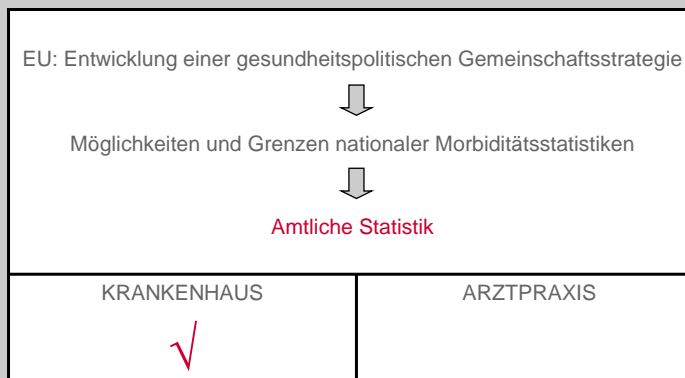 EU: Entwicklung einer gesundheitspolitischen Gemeinschaftsstrategie
Möglichkeiten und Grenzen nationaler Morbiditätsstatistiken
Amtliche Statistik
KRANKENHAUS
ARZTPRAXIS
√